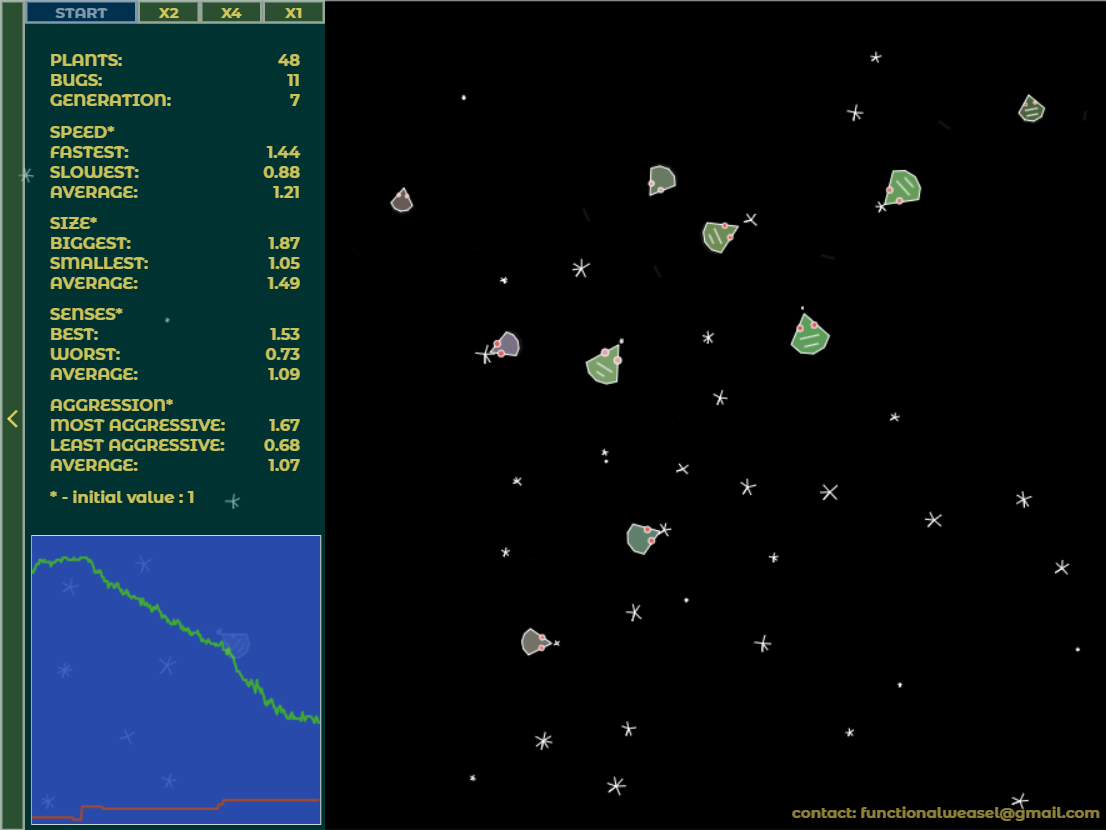 START X2 X4 X1
PLANTS: 48
BUGS: 11
GENERATION: 7
SPEED*
FASTEST: 1.44
SLOWEST: 0.88
AVERAGE: 1.21
SIZE*
BIGGEST: 1.87
SMALLEST: 1.05
AVERAGE: 1.49
SENSES*
BEST: 1.53
WORST: 0.73
AVERAGE: 1.09
AGGRESSION*
MOST AGGRESSIVE: 1.67
LEAST AGGRESSIVE: 0.68
AVERAGE: 1.07
* - initial value : 1
contact: functionalweasel@gmail.com